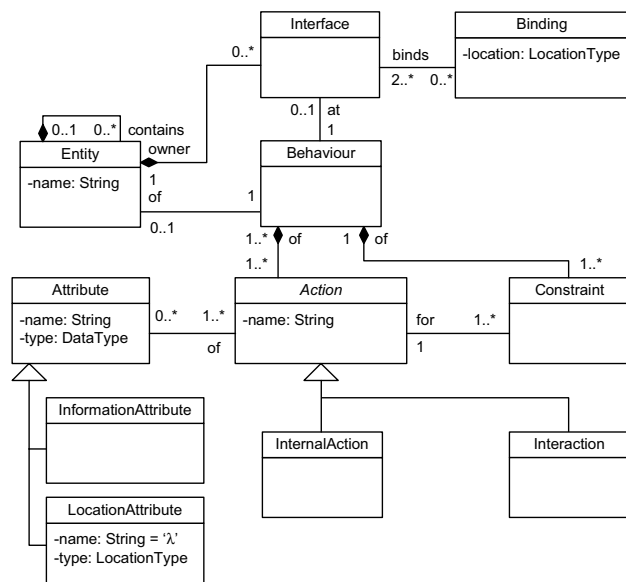 Interface
Binding
-location: LocationType
0..*
binds
2..*
0..*
0..1
at
1
0..1
0..*
contains
owner
Entity
-name: String
1
of
0..1
1
Behaviour
1..*
of
1..*
1
of
1..*
Attribute
-name: String
-type: DataType
0..*
1..*
of
Action
-name: String
for
1
1..*
Constraint
InformationAttribute
InternalAction
Interaction
LocationAttribute
-name: String = ‘λ’
-type: LocationType